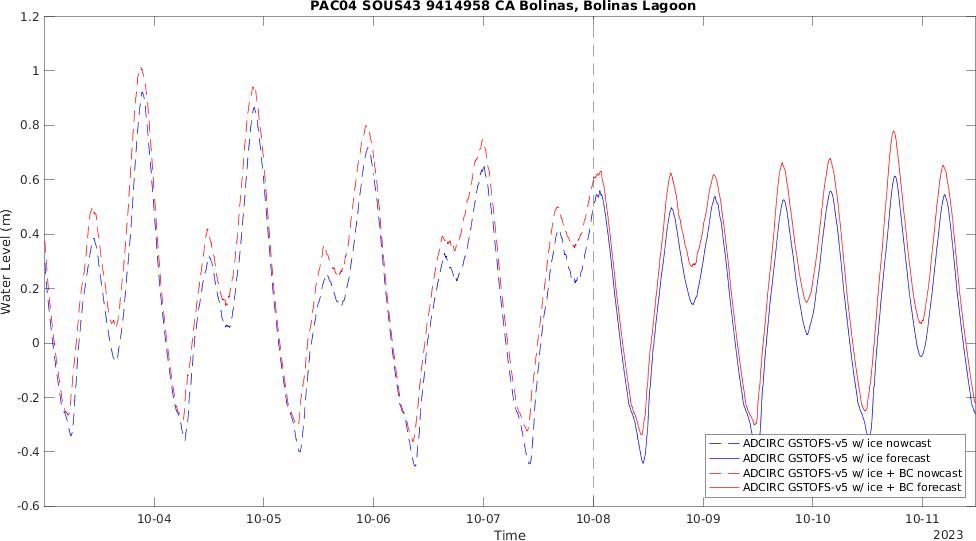 PAC04 SOUS43 9414958 CA Bolinas, Bolinas Lagoon
1.2
1
0.8
0.6
0.4
0.2
0
-0.2
-0.4
-0.6
Water Level (m)
10-04 10-05 10-06 10-07 10-08 10-09 10-10 10-11
Time
2023
ADCIRC GSTOFS-v5 w/ ice nowcast
ADCIRC GSTOFS-v5 w/ ice forecast
ADCIRC GSTOFS-v5 w/ ice + BC nowcast
ADCIRC GSTOFS-v5 w/ ice + BC forecast